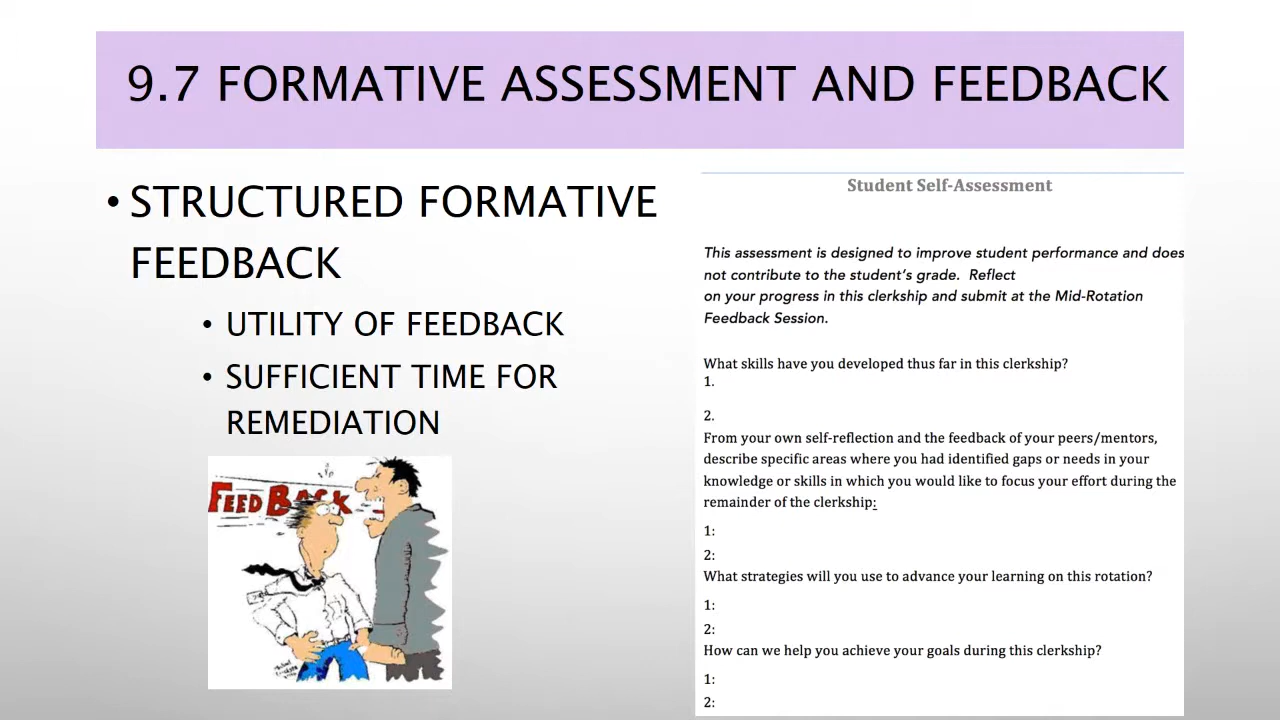 9.7 FORMATIVE ASSESSMENT AND FEEDBACK
• STRUCTURED FORMATIVE
FEEDBACK
• UTILITY OF FEEDBACK
• SUFFICIENT TIME FOR
REMEDIATION
FEEDBACK
Student Self-Assessment
This assessment is designed to improve student performance and does
not contribute to the student's grade. Reflect
on your progress in this clerkship and submit at the Mid-Rotation
Feedback Session.
What skills have you developed thus far in this clerkship?
1.
2.
From your own self-reflection and the feedback of your peers/mentors,
describe specific areas where you had identified gaps or needs in your
knowledge or skills in which you would like to focus your effort during the
remainder of the clerkship:
1:
2:
What strategies will you use to advance your learning on this rotation?
1:
2:
How can we help you achieve your goals during this clerkship?
1:
2: